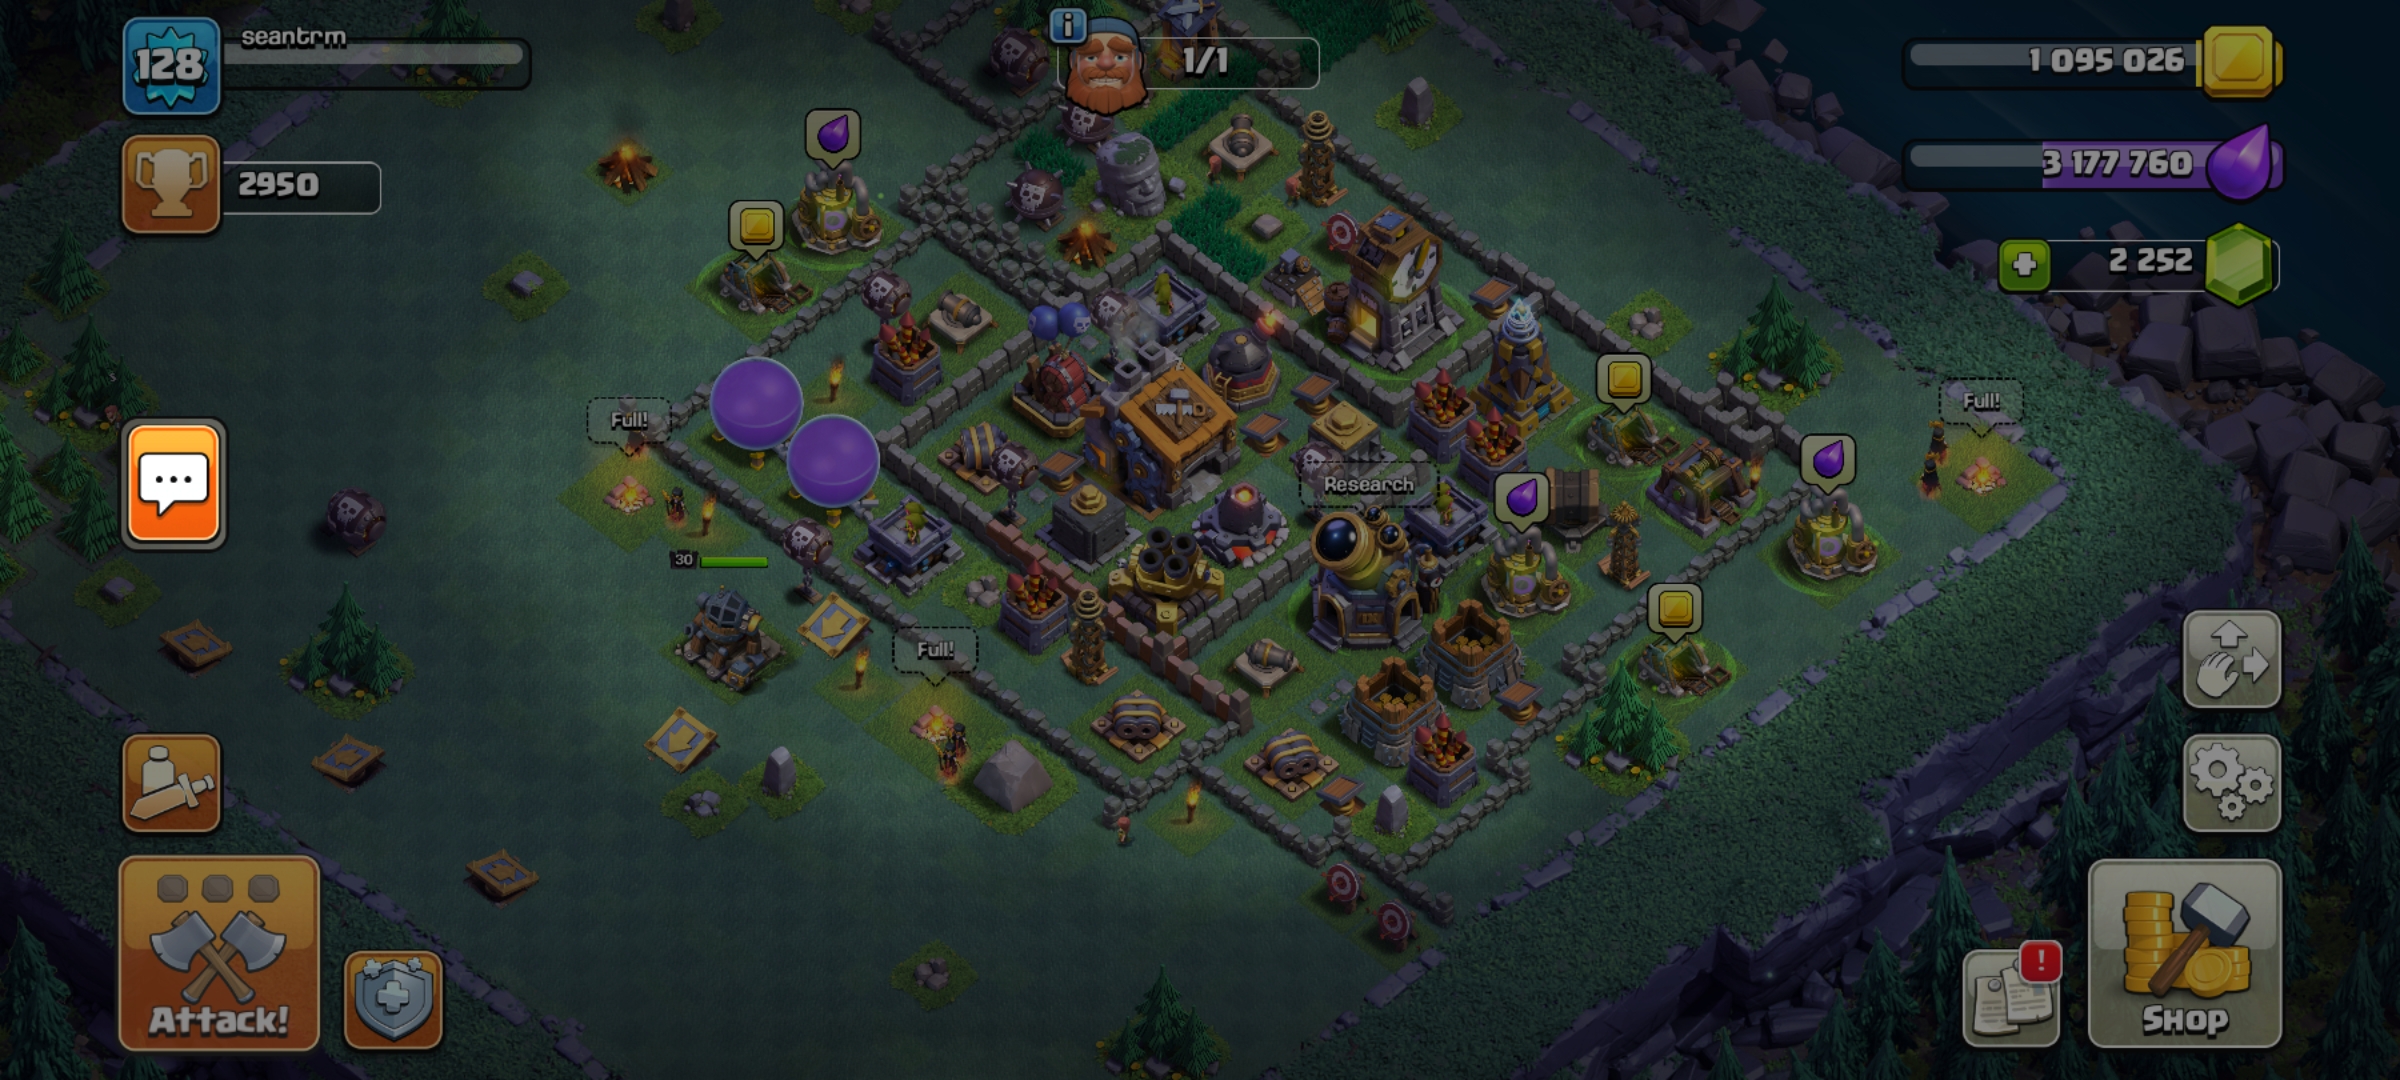 seantrm
128
1/1
1 095 026
2950
3 177 760
2 252
Full!
Full!
Research
30
Full!
Attack!
!
Shop